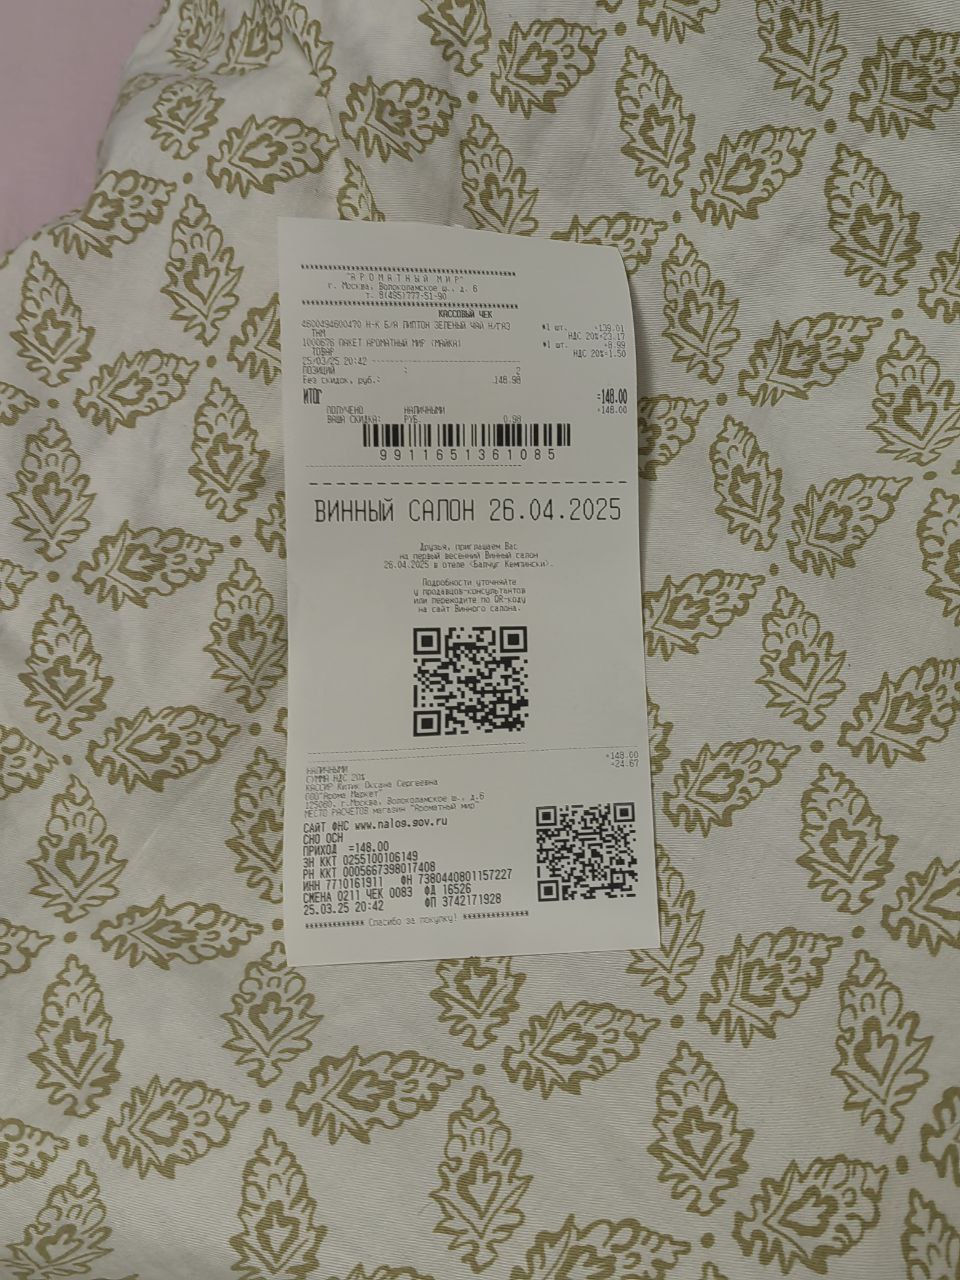 "АРОМАТНЫЙ МИР"
г. Москва, Волоколамское ш., д. 6
т. 8(495)777-51-90
КАССОВЫЙ ЧЕК
4600494600470 Н-К Б/А ЛИПТОН ЗЕЛЕНЫЙ ЧАЙ Н/ГАЗ *1 шт. =139.01
НДС 20%=23.17
1000676 ПАКЕТ АРОМАТНЫЙ МИР (МАЙКА) *1 шт. =8.99
ТОВАР НДС 20%=1.50
25/03/25 20:42
ПОЗИЦИЙ : 2
Без скидок, руб.: 148.98
ИТОГ =148.00
ПОЛУЧЕНО НАЛИЧНЫМИ =148.00
ВАША СКИДКА: РУБ. 0.98
9911651361085
ВИННЫЙ САЛОН 26.04.2025
Друзья, приглашаем Вас
на первый весенний Винный салон
26.04.2025 в отеле «Балчуг Кемпински».
Подробности уточняйте
у продавцов-консультантов
или переходите по QR-коду
на сайт Винного салона.
НАЛИЧНЫМИ =148.00
СУММА НДС 20% =24.67
КАССИР Китик Оксана Сергеевна
ООО"Арома Маркет"
125080, г.Москва, Волоколамское ш., д.6
МЕСТО РАСЧЕТОВ магазин "Ароматный мир"
САЙТ ФНС www.nalog.gov.ru
СНО ОСН
ПРИХОД =148.00
ЗН ККТ 0255100106149
РН ККТ 0005667398017408
ИНН 7710161911 ФН 7380440801157227
СМЕНА 0211 ЧЕК 0083 ФД 16526
25.03.25 20:42 ФП 3742171928
Спасибо за покупку!